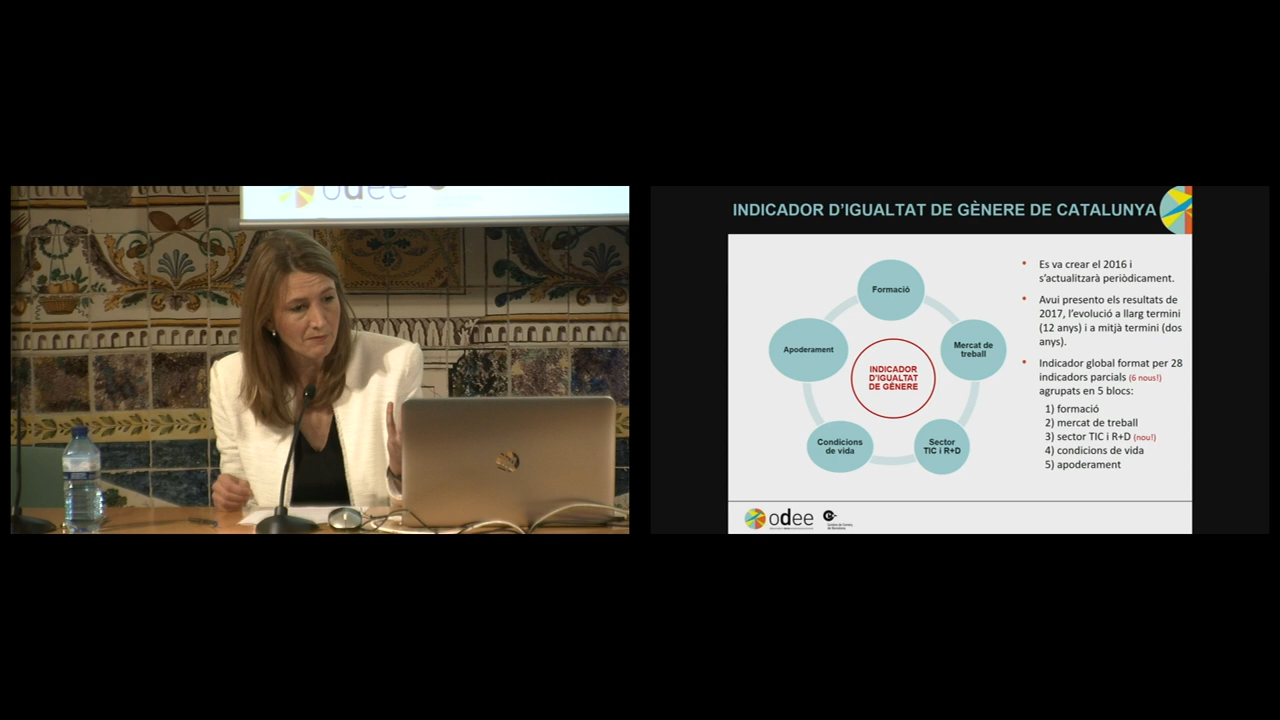 odee
INDICADOR D'IGUALTAT DE GÈNERE DE CATALUNYA
Formació
Apoderament
Mercat de
treball
INDICADOR
D'IGUALTAT
DE GÈNERE
Condicions
de vida
Sector
TIC i R+D
• Es va crear el 2016 i
s'actualitzarà periòdicament.
• Avui presento els resultats de
2017, l'evolució a llarg termini
(12 anys) i a mitjà termini (dos
anys).
• Indicador global format per 28
indicadors parcials (6 nous!)
agrupats en 5 blocs:
1) formació
2) mercat de treball
3) sector TIC i R+D (nou!)
4) condicions de vida
5) apoderament
odee